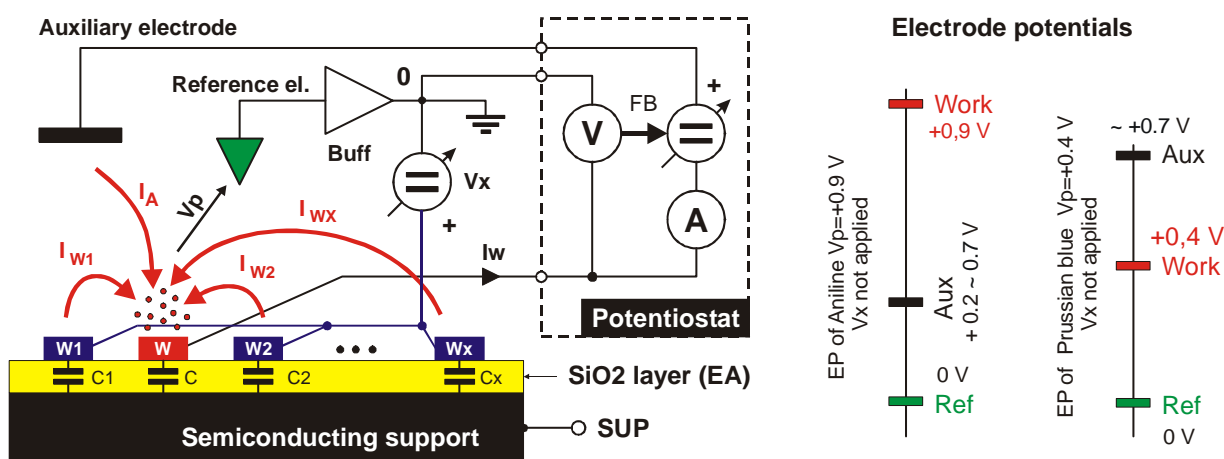 Auxiliary electrode
Reference el.
0
Buff
Vx
+
Vp
I A
I W1
I W2
I WX
Iw
V
FB
+
A
Potentiostat
W1
W
W2
Wx
C1
C
C2
Cx
SiO2 layer (EA)
Semiconducting support
SUP
Electrode potentials
EP of Aniline Vp=+0.9 V
Vx not applied
Work
+0,9 V
Aux
+ 0.2 ~ 0.7 V
0 V
Ref
EP of Prussian blue Vp=+0.4 V
Vx not applied
~ +0.7 V
Aux
+0,4 V
Work
Ref
0 V